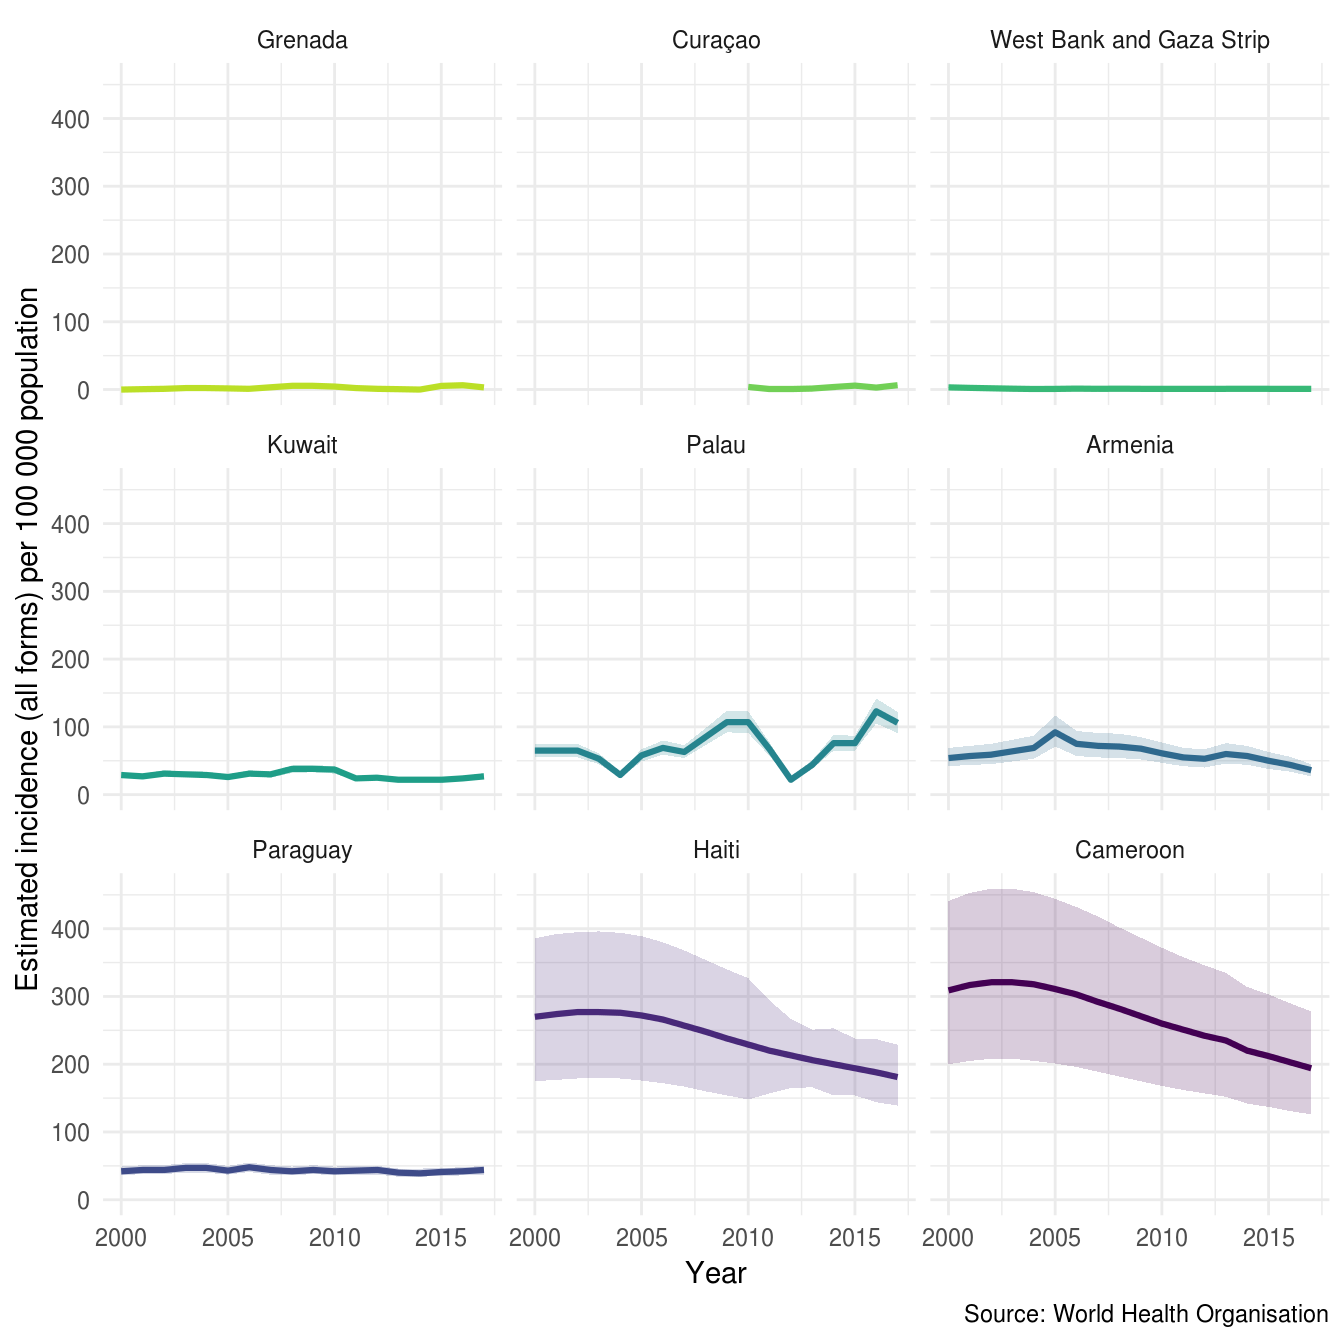 Grenada
Curaçao
West Bank and Gaza Strip
400
300
200
100
0
Kuwait
Palau
Armenia
400
300
200
100
0
Paraguay
Haiti
Cameroon
400
300
200
100
0
2000 2005 2010 2015
2000 2005 2010 2015
2000 2005 2010 2015
Estimated incidence (all forms) per 100 000 population
Year
Source: World Health Organisation